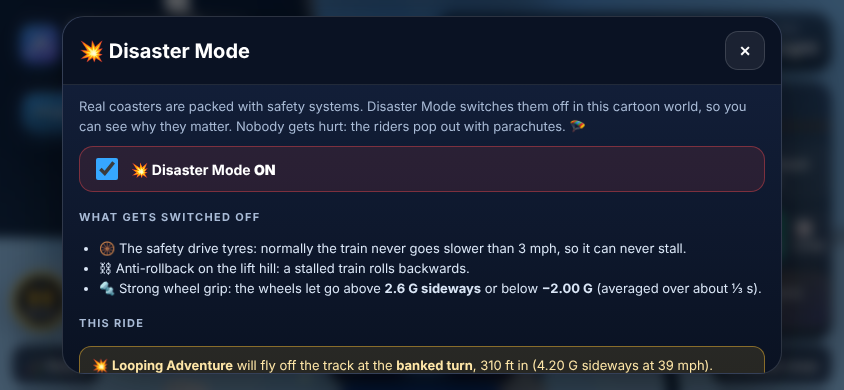 💥 Disaster Mode
×
Real coasters are packed with safety systems. Disaster Mode switches them off in this cartoon world, so you
can see why they matter. Nobody gets hurt: the riders pop out with parachutes. 🪂
💥 Disaster Mode ON
WHAT GETS SWITCHED OFF
• 🛞 The safety drive tyres: normally the train never goes slower than 3 mph, so it can never stall.
• ⛓ Anti-rollback on the lift hill: a stalled train rolls backwards.
• 🔩 Strong wheel grip: the wheels let go above 2.6 G sideways or below −2.00 G (averaged over about ⅓ s).
THIS RIDE
💥 Looping Adventure will fly off the track at the banked turn, 310 ft in (4.20 G sideways at 39 mph).